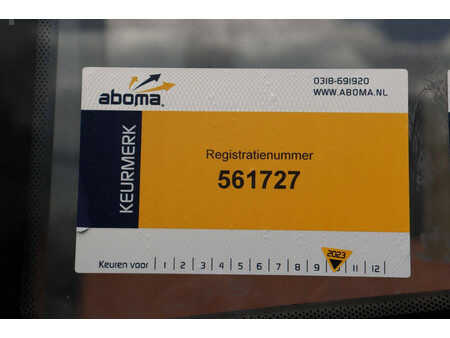 aboma
0318-691920
WWW.ABOMA.NL
KEURMERK
Registratienummer
561727
2023
Keuren voor | 1 | 2 | 3 | 4 | 5 | 6 | 7 | 8 | 9 | | 11 | 12 |